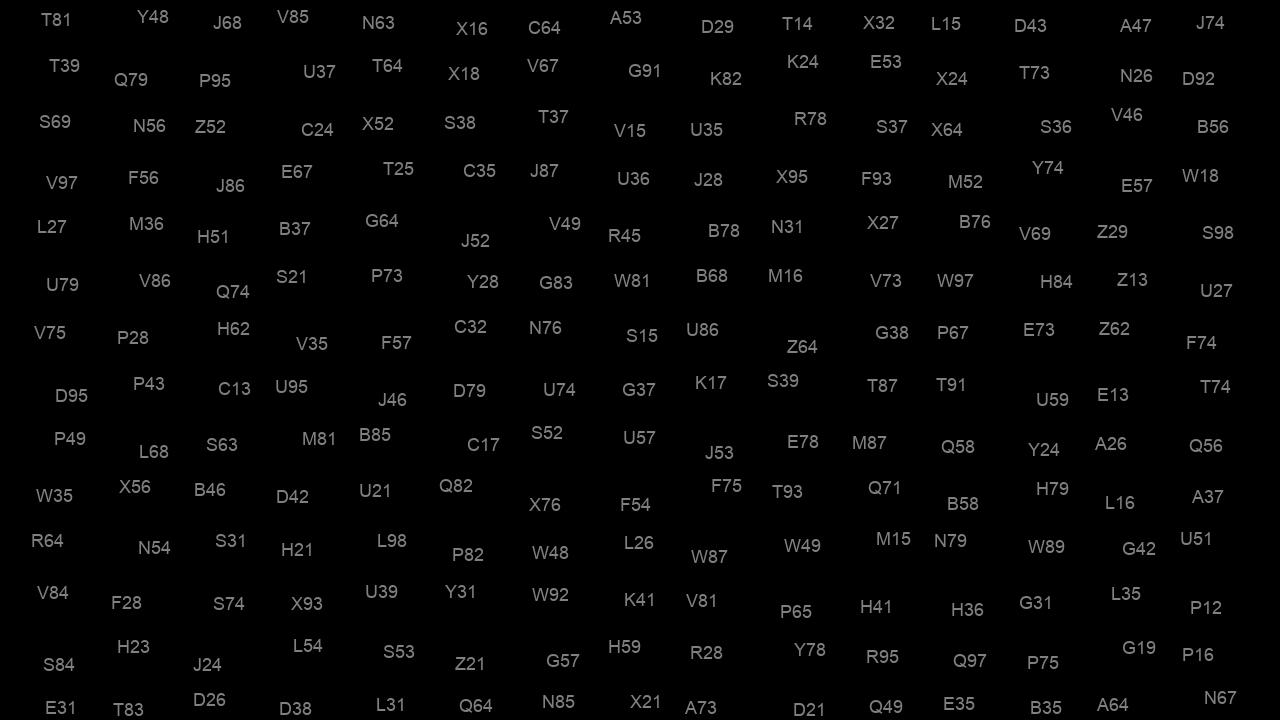 T81 Y48 J68 V85 N63 X16 C64 A53 D29 T14 X32 L15 D43 A47 J74
T39 Q79 P95 U37 T64 X18 V67 G91 K82 K24 E53 X24 T73 N26 D92
S69 N56 Z52 C24 X52 S38 T37 V15 U35 R78 S37 X64 S36 V46 B56
V97 F56 J86 E67 T25 C35 J87 U36 J28 X95 F93 M52 Y74 E57 W18
L27 M36 H51 B37 G64 J52 V49 R45 B78 N31 X27 B76 V69 Z29 S98
U79 V86 Q74 S21 P73 Y28 G83 W81 B68 M16 V73 W97 H84 Z13 U27
V75 P28 H62 V35 F57 C32 N76 S15 U86 Z64 G38 P67 E73 Z62 F74
D95 P43 C13 U95 J46 D79 U74 G37 K17 S39 T87 T91 U59 E13 T74
P49 L68 S63 M81 B85 C17 S52 U57 J53 E78 M87 Q58 Y24 A26 Q56
W35 X56 B46 D42 U21 Q82 X76 F54 F75 T93 Q71 B58 H79 L16 A37
R64 N54 S31 H21 L98 P82 W48 L26 W87 W49 M15 N79 W89 G42 U51
V84 F28 S74 X93 U39 Y31 W92 K41 V81 P65 H41 H36 G31 L35 P12
S84 H23 J24 L54 S53 Z21 G57 H59 R28 Y78 R95 Q97 P75 G19 P16
E31 T83 D26 D38 L31 Q64 N85 X21 A73 D21 Q49 E35 B35 A64 N67